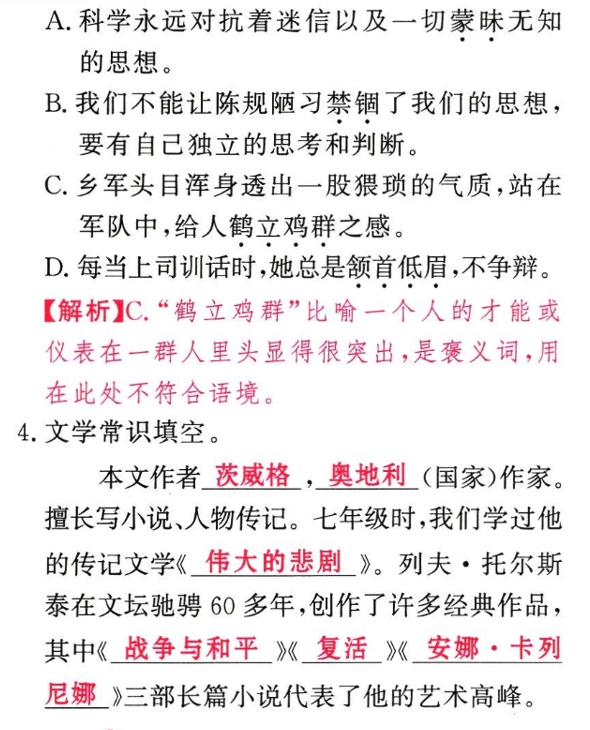 A. 科学永远对抗着迷信以及一切蒙昧无知
的思想。
B. 我们不能让陈规陋习禁锢了我们的思想,
要有自己独立的思考和判断。
C. 乡军头目浑身透出一股猥琐的气质,站在
军队中,给人鹤立鸡群之感。
D. 每当上司训话时,她总是颔首低眉,不争辩。
【解析】C.“鹤立鸡群”比喻一个人的才能或
仪表在一群人里头显得很突出,是褒义词,用
在此处不符合语境。
4. 文学常识填空。
本文作者 茨威格 , 奥地利 (国家)作家。
擅长写小说、人物传记。七年级时,我们学过他
的传记文学《 伟大的悲剧 》。列夫·托尔斯
泰在文坛驰骋 60 多年,创作了许多经典作品,
其中《 战争与和平 》《 复活 》《 安娜·卡列
尼娜 》三部长篇小说代表了他的艺术高峰。